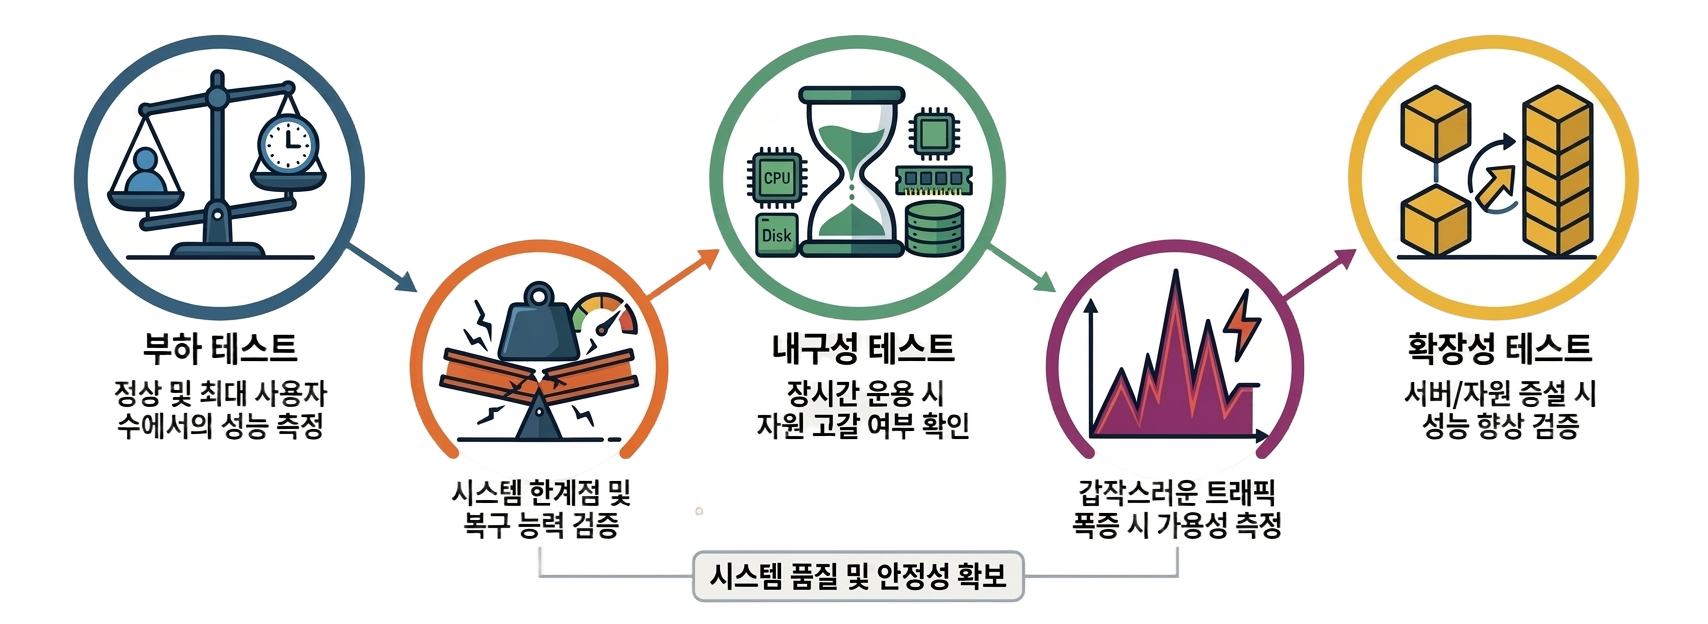 부하 테스트
정상 및 최대 사용자
수에서의 성능 측정
시스템 한계점 및
복구 능력 검증
CPU
Disk
내구성 테스트
장시간 운용 시
자원 고갈 여부 확인
갑작스러운 트래픽
폭증 시 가용성 측정
확장성 테스트
서버/자원 증설 시
성능 향상 검증
시스템 품질 및 안정성 확보